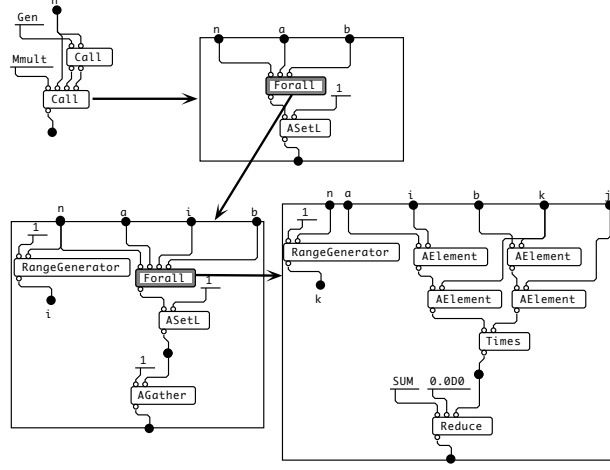 n
Gen
Call
Mmult
Call
n a b
Forall
1
ASetL
n a i b
1
RangeGenerator
Forall
1
i
ASetL
1
AGather
n a i b k j
1
RangeGenerator
AElement
AElement
k
AElement
AElement
Times
SUM
0.0D0
Reduce